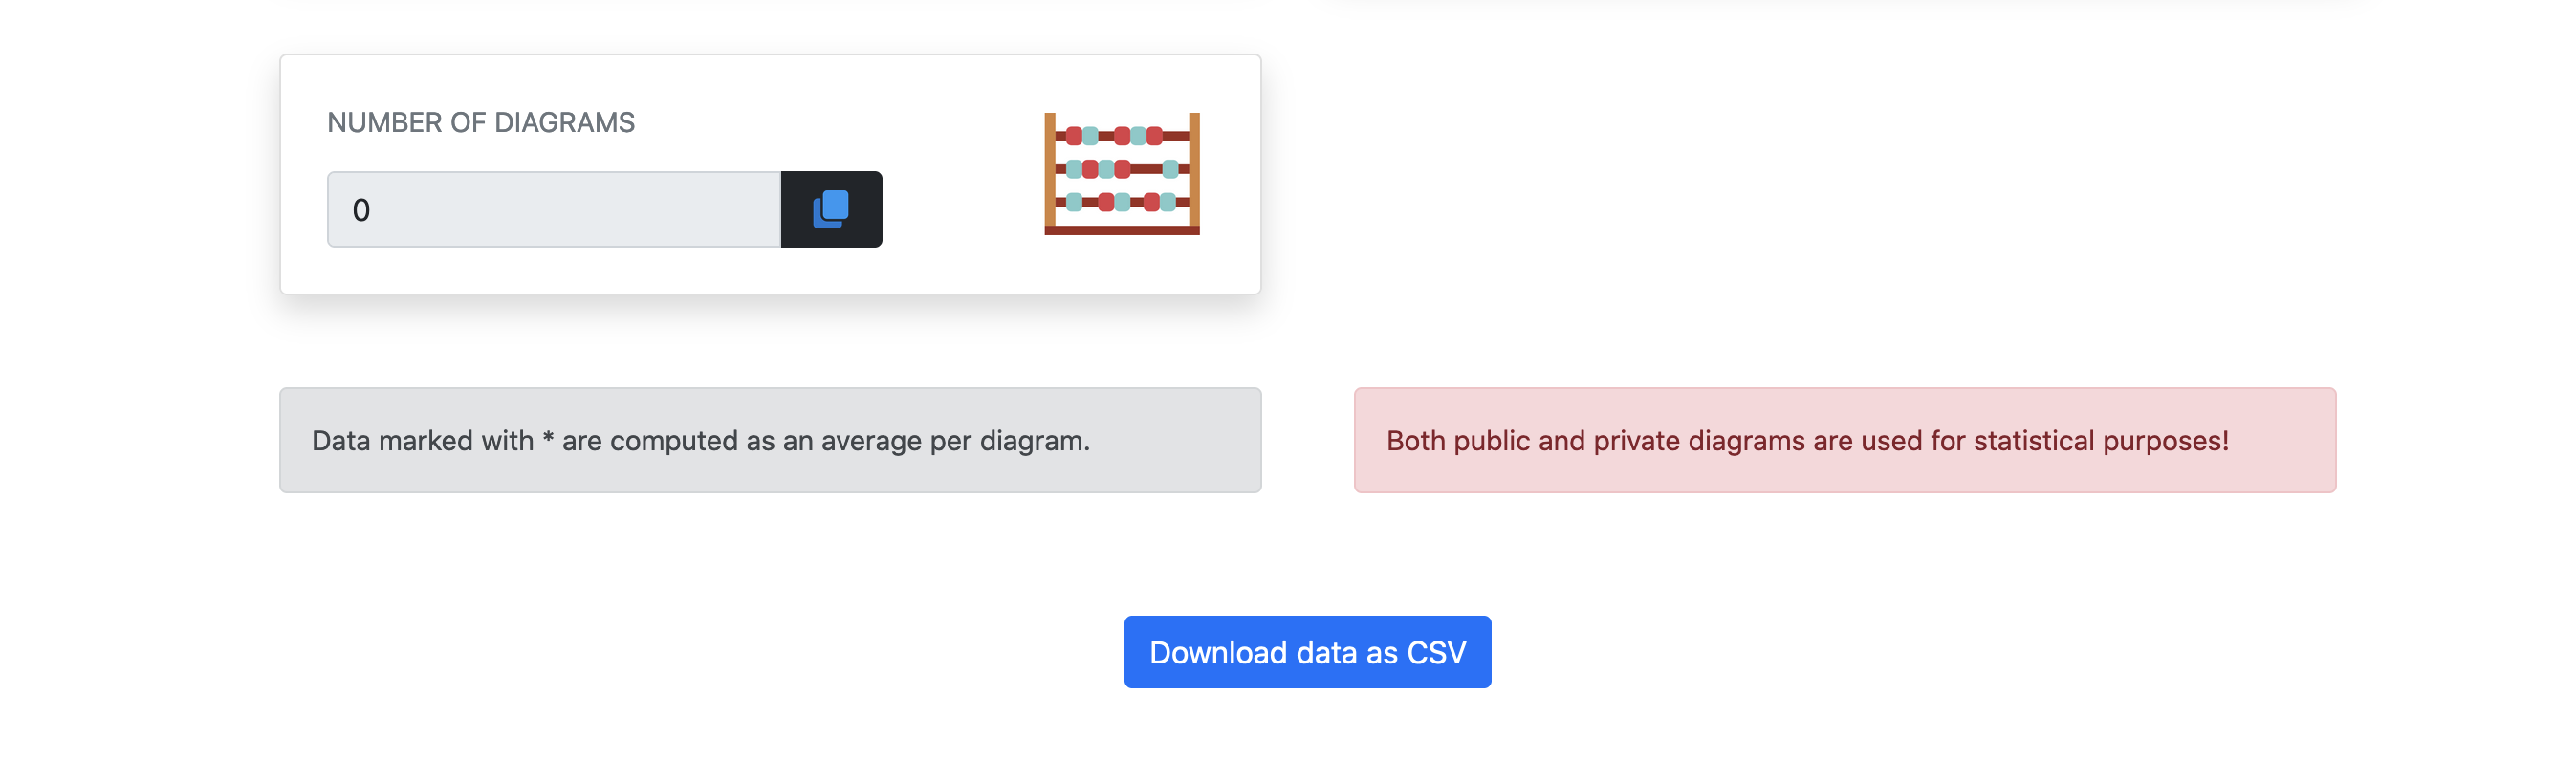 NUMBER OF DIAGRAMS
0
Data marked with * are computed as an average per diagram.
Both public and private diagrams are used for statistical purposes!
Download data as CSV